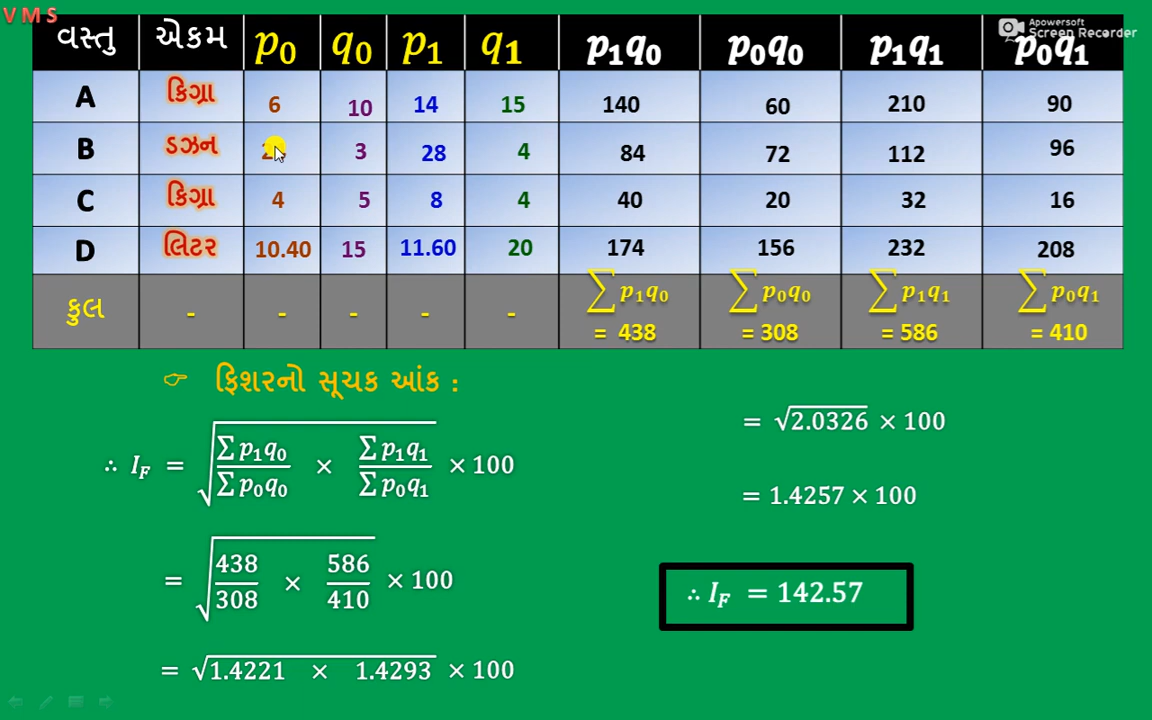 V M S
Apowersoft
Screen Recorder
વસ્તુ એકમ p₀ q₀ p₁ q₁ p₁q₀ p₀q₀ p₁q₁ p₀q₁
A કિગ્રા 6 10 14 15 140 60 210 90
B ડઝન 3 28 4 84 72 112 96
C કિગ્રા 4 5 8 4 40 20 32 16
D લિટર 10.40 15 11.60 20 174 156 232 208
કુલ - - - - - ∑p₁q₀ = 438 ∑p₀q₀ = 308 ∑p₁q₁ = 586 ∑p₀q₁ = 410
☞ ફિશરનો સૂચક આંક :
∴ I_F = √(∑p₁q₀/∑p₀q₀ × ∑p₁q₁/∑p₀q₁) × 100
= √(438/308 × 586/410) × 100
= √(1.4221 × 1.4293) × 100
= √2.0326 × 100
= 1.4257 × 100
∴ I_F = 142.57